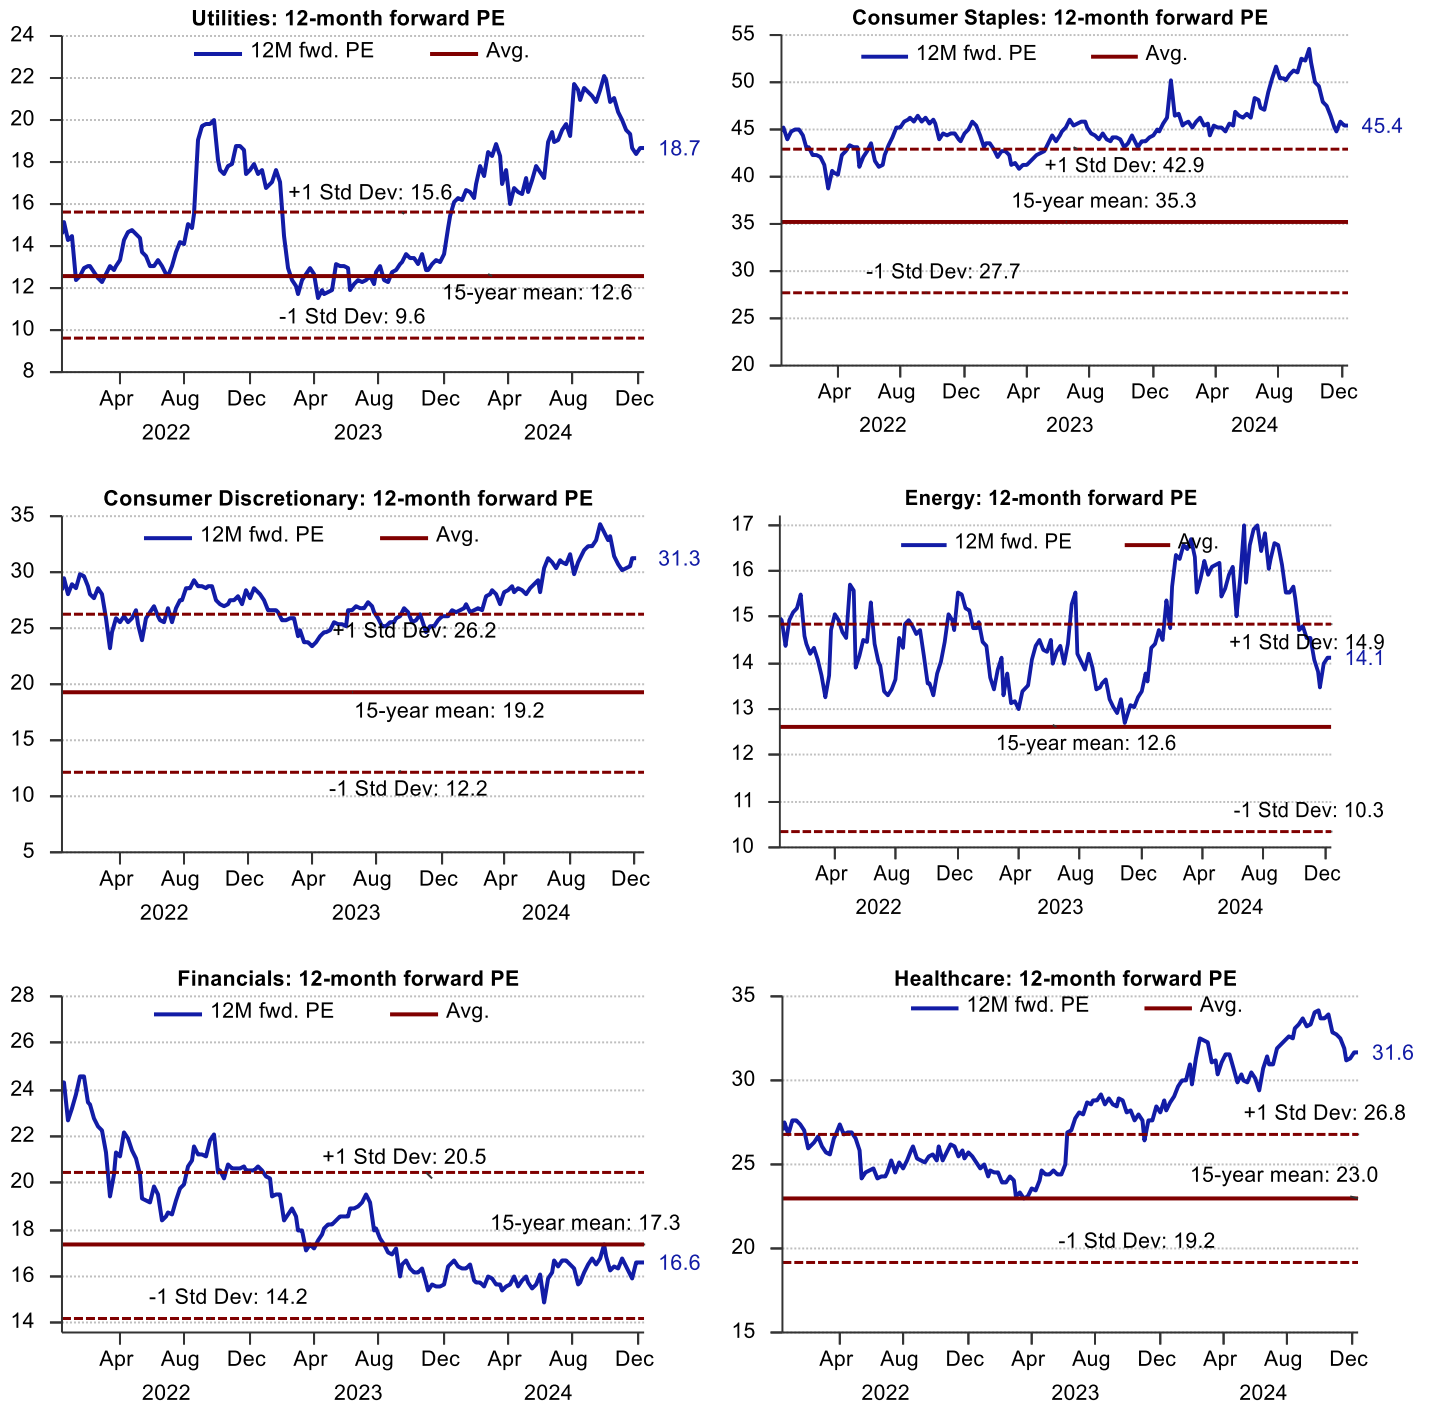 Utilities: 12-month forward PE
12M fwd. PE
Avg.
24
22
20
18
16
14
12
10
8
18.7
+1 Std Dev: 15.6
15-year mean: 12.6
-1 Std Dev: 9.6
Apr Aug Dec Apr Aug Dec Apr Aug Dec
2022 2023 2024
Consumer Staples: 12-month forward PE
12M fwd. PE
Avg.
55
50
45
40
35
30
25
20
45.4
+1 Std Dev: 42.9
15-year mean: 35.3
-1 Std Dev: 27.7
Apr Aug Dec Apr Aug Dec Apr Aug Dec
2022 2023 2024
Consumer Discretionary: 12-month forward PE
12M fwd. PE
Avg.
35
30
25
20
15
10
5
31.3
+1 Std Dev: 26.2
15-year mean: 19.2
-1 Std Dev: 12.2
Apr Aug Dec Apr Aug Dec Apr Aug Dec
2022 2023 2024
Energy: 12-month forward PE
12M fwd. PE
Avg.
17
16
15
14
13
12
11
10
+1 Std Dev: 14.9
14.1
15-year mean: 12.6
-1 Std Dev: 10.3
Apr Aug Dec Apr Aug Dec Apr Aug Dec
2022 2023 2024
Financials: 12-month forward PE
12M fwd. PE
Avg.
28
26
24
22
20
18
16
14
+1 Std Dev: 20.5
15-year mean: 17.3
16.6
-1 Std Dev: 14.2
Apr Aug Dec Apr Aug Dec Apr Aug Dec
2022 2023 2024
Healthcare: 12-month forward PE
12M fwd. PE
Avg.
35
30
25
20
15
31.6
+1 Std Dev: 26.8
15-year mean: 23.0
-1 Std Dev: 19.2
Apr Aug Dec Apr Aug Dec Apr Aug Dec
2022 2023 2024